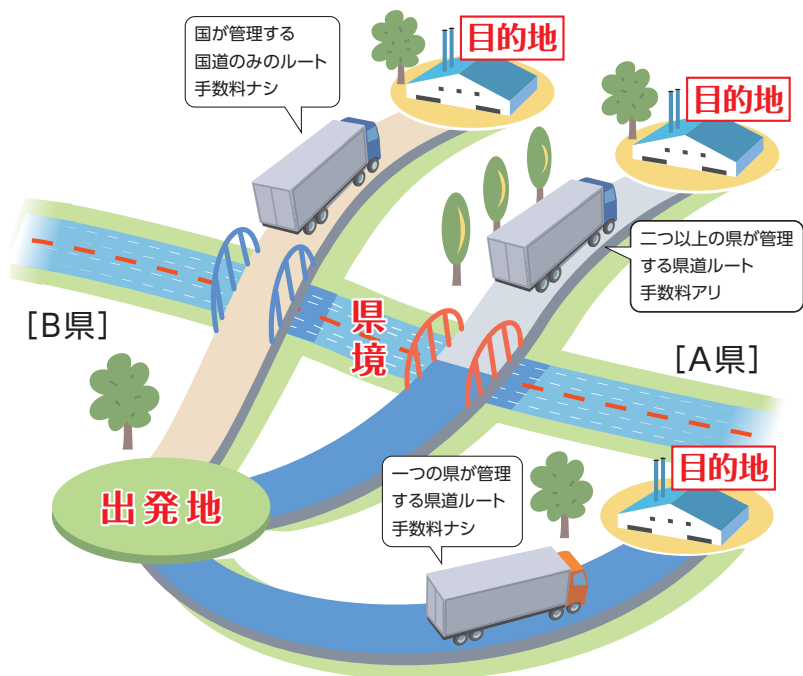 国が管理する
国道のみのルート
手数料ナシ
目的地
目的地
二つ以上の県が管理
する県道ルート
手数料アリ
[B県]
県境
[A県]
目的地
一つの県が管理
する県道ルート
手数料ナシ
出発地